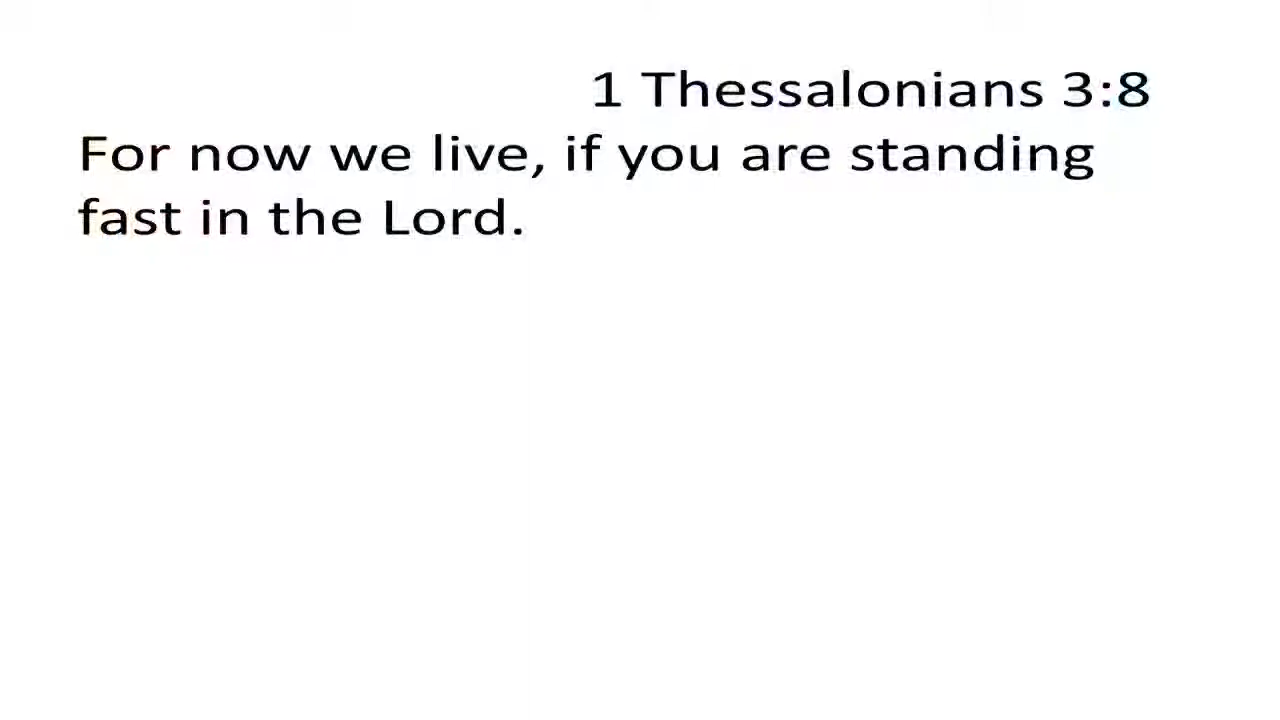 1 Thessalonians 3:8
For now we live, if you are standing
fast in the Lord.